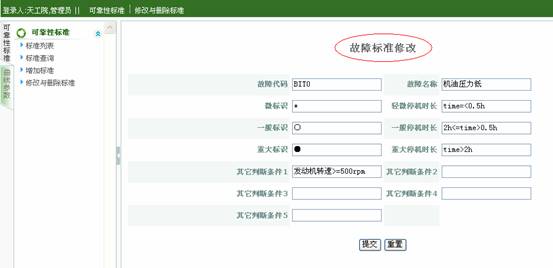 登录人:天工院,管理员 || 可靠性标准 | 修改与删除标准
可靠性标准
曲线参数
可靠性标准
标准列表
标准查询
增加标准
修改与删除标准
故障标准修改
故障代码 BIT0 故障名称 机油压力低
微标识 * 轻微停机时长 time=<0.5h
一般标识 ○ 一般停机时长 2h<=time>0.5h
重大标识 ● 重大停机时长 time>2h
其它判断条件1 发动机转速>=500rpm 其它判断条件2
其它判断条件3 其它判断条件4
其它判断条件5
提交 重置